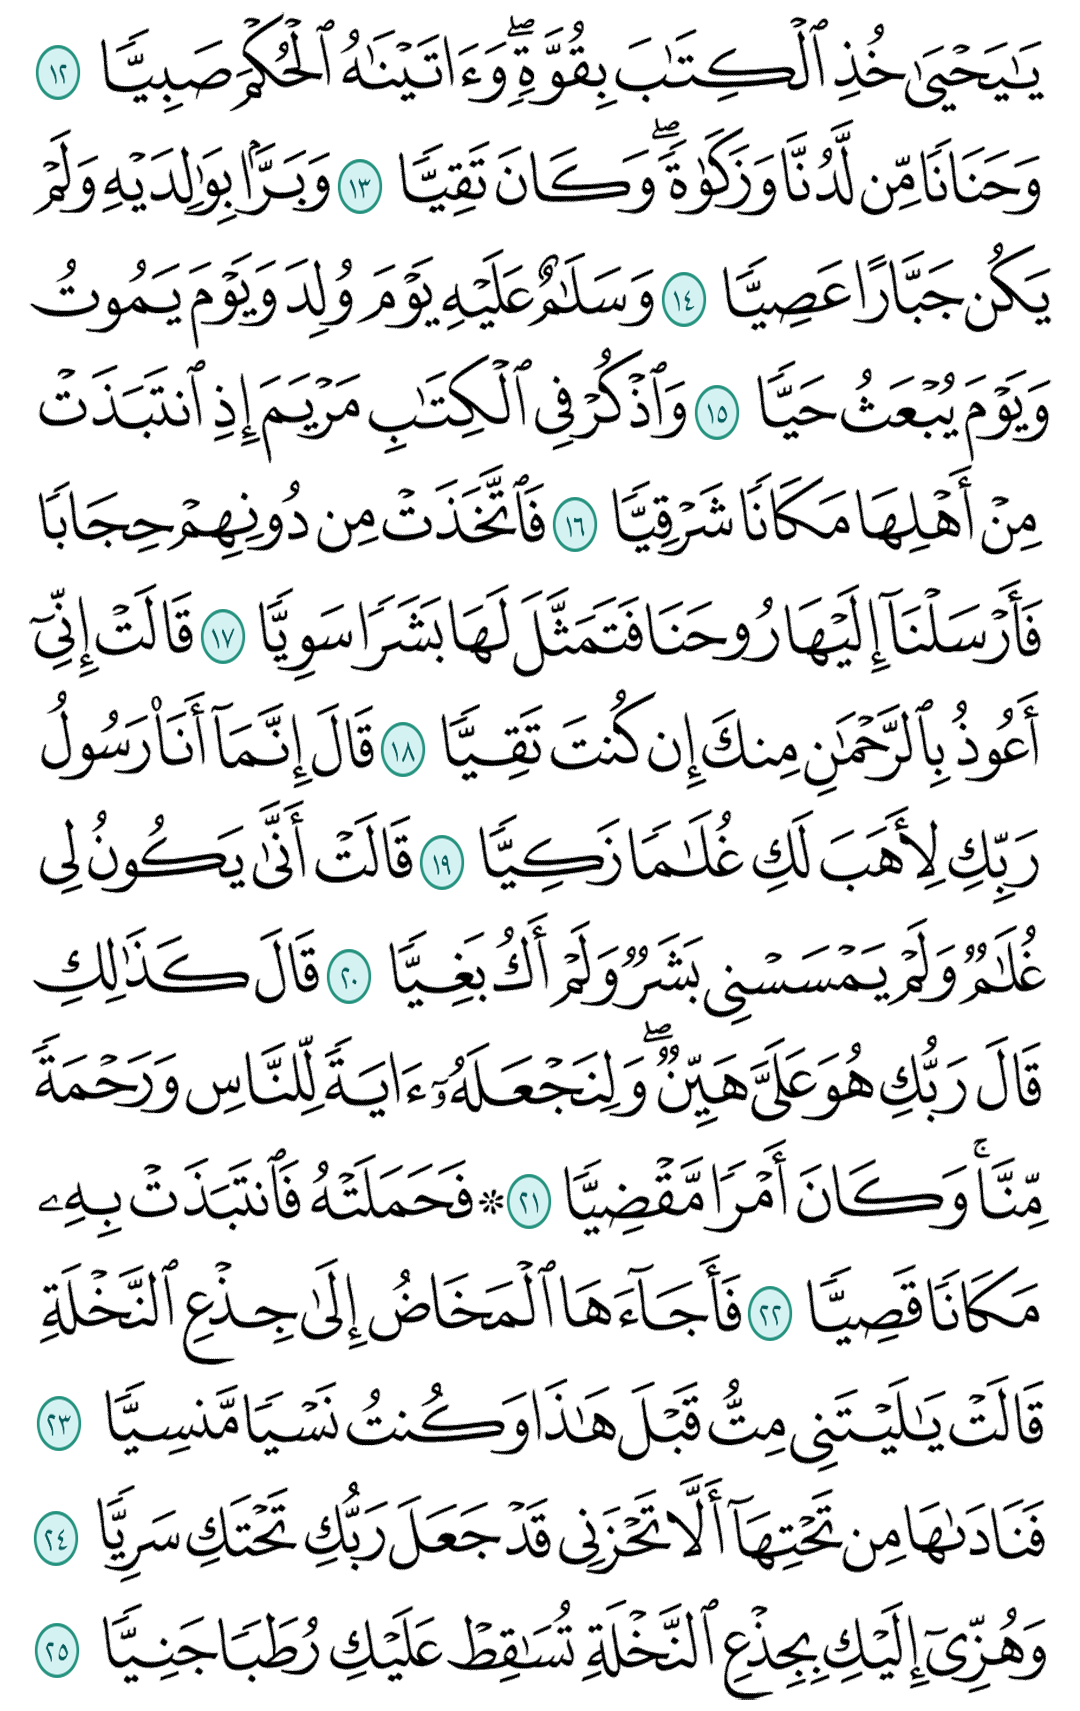 يَـٰيَحۡيَىٰ خُذِ ٱلۡكِتَـٰبَ بِقُوَّةٖۖ وَءَاتَيۡنَـٰهُ ٱلۡحُكۡمَ صَبِيّٗا ١٢
وَحَنَانٗا مِّن لَّدُنَّا وَزَكَوٰةٗۖ وَكَانَ تَقِيّٗا ١٣ وَبَرَّۢا بِوَٰلِدَيۡهِ وَلَمۡ
يَكُن جَبَّارًا عَصِيّٗا ١٤ وَسَلَـٰمٌ عَلَيۡهِ يَوۡمَ وُلِدَ وَيَوۡمَ يَمُوتُ
وَيَوۡمَ يُبۡعَثُ حَيّٗا ١٥ وَٱذۡكُرۡ فِي ٱلۡكِتَـٰبِ مَرۡيَمَ إِذِ ٱنتَبَذَتۡ
مِنۡ أَهۡلِهَا مَكَانٗا شَرۡقِيّٗا ١٦ فَٱتَّخَذَتۡ مِن دُونِهِمۡ حِجَابٗا
فَأَرۡسَلۡنَآ إِلَيۡهَا رُوحَنَا فَتَمَثَّلَ لَهَا بَشَرٗا سَوِيّٗا ١٧ قَالَتۡ إِنِّيٓ
أَعُوذُ بِٱلرَّحۡمَـٰنِ مِنكَ إِن كُنتَ تَقِيّٗا ١٨ قَالَ إِنَّمَآ أَنَا۠ رَسُولُ
رَبِّكِ لِأَهَبَ لَكِ غُلَـٰمٗا زَكِيّٗا ١٩ قَالَتۡ أَنَّىٰ يَكُونُ لِي
غُلَـٰمٞ وَلَمۡ يَمۡسَسۡنِي بَشَرٞ وَلَمۡ أَكُ بَغِيّٗا ٢٠ قَالَ كَذَٰلِكِ
قَالَ رَبُّكِ هُوَ عَلَيَّ هَيِّنٞۖ وَلِنَجۡعَلَهُۥٓ ءَايَةٗ لِّلنَّاسِ وَرَحۡمَةٗ
مِّنَّاۚ وَكَانَ أَمۡرٗا مَّقۡضِيّٗا ٢١ ۞ فَحَمَلَتۡهُ فَٱنتَبَذَتۡ بِهِۦ
مَكَانٗا قَصِيّٗا ٢٢ فَأَجَآءَهَا ٱلۡمَخَاضُ إِلَىٰ جِذۡعِ ٱلنَّخۡلَةِ
قَالَتۡ يَـٰلَيۡتَنِي مِتُّ قَبۡلَ هَـٰذَا وَكُنتُ نَسۡيٗا مَّنسِيّٗا ٢٣
فَنَادَىٰهَا مِن تَحۡتِهَآ أَلَّا تَحۡزَنِي قَدۡ جَعَلَ رَبُّكِ تَحۡتَكِ سَرِيّٗا ٢٤
وَهُزِّيٓ إِلَيۡكِ بِجِذۡعِ ٱلنَّخۡلَةِ تُسَـٰقِطۡ عَلَيۡكِ رُطَبٗا جَنِيّٗا ٢٥